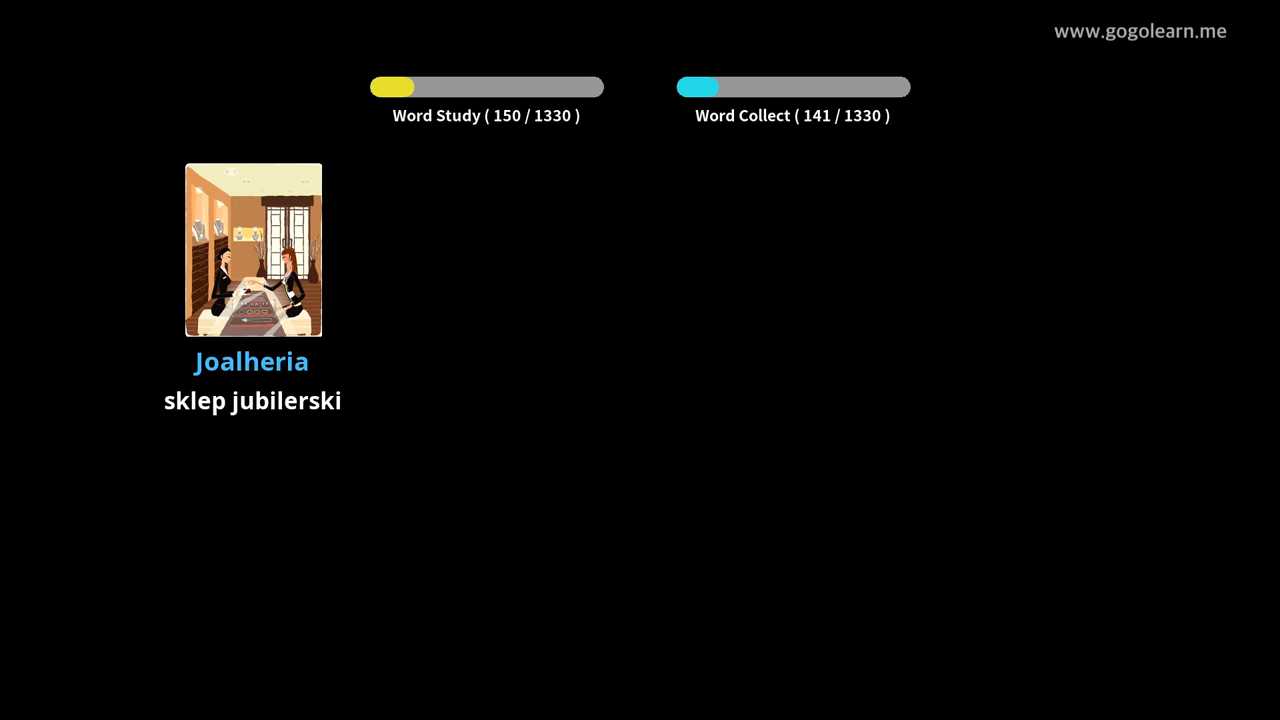 www.gogolearn.me
Word Study ( 150 / 1330 )
Word Collect ( 141 / 1330 )
Joalheria
sklep jubilerski